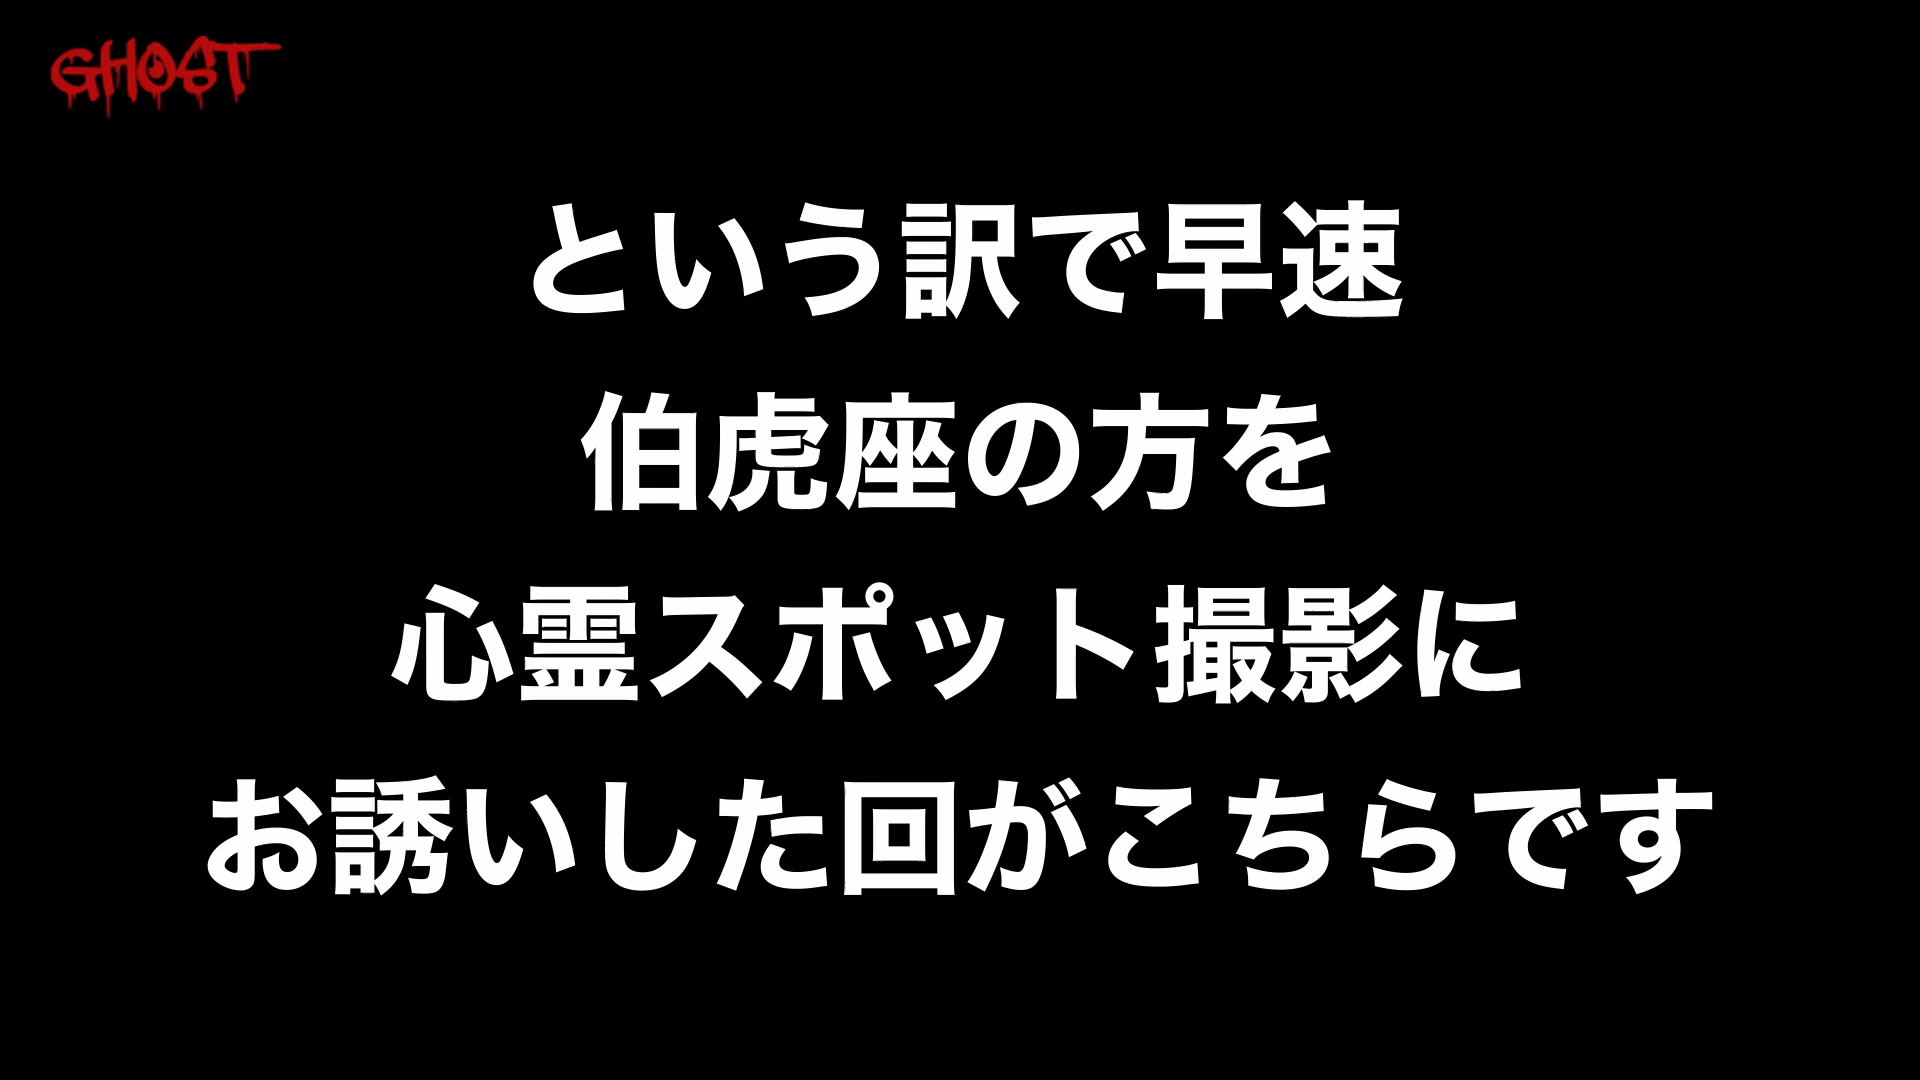 GHOST
という訳で早速
伯虎座の方を
心霊スポット撮影に
お誘いした回がこちらです